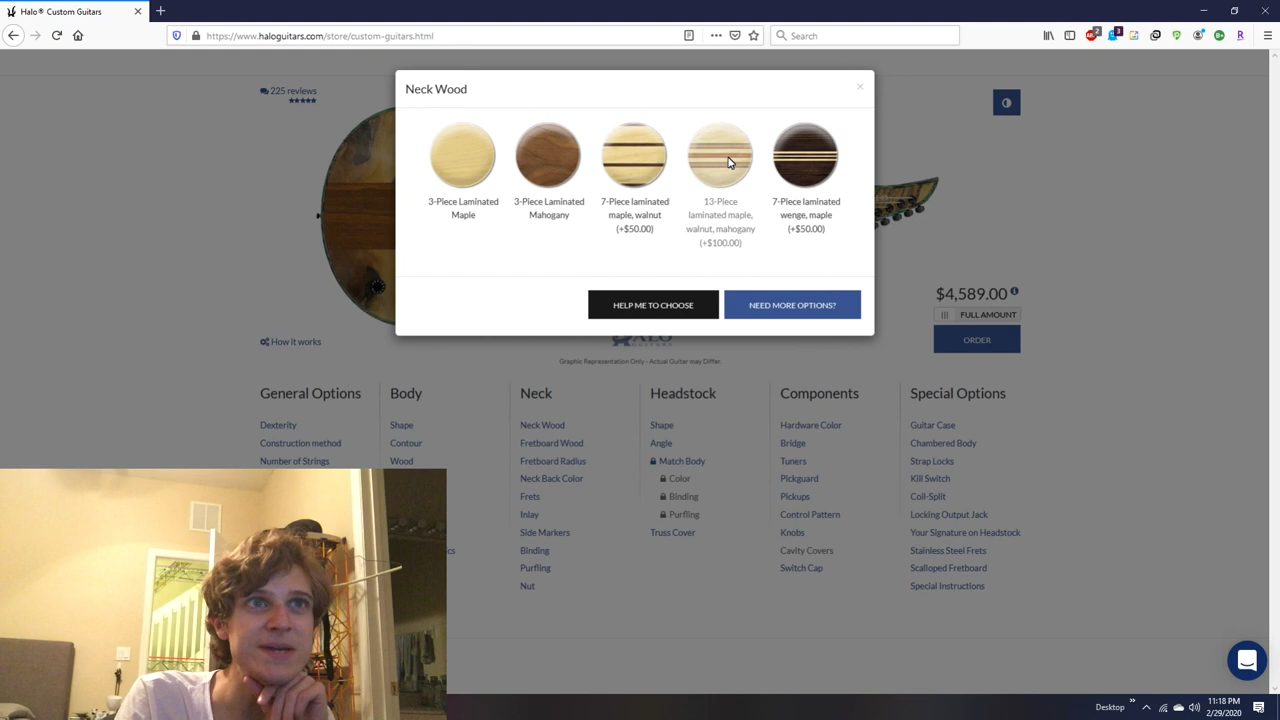 Halo® Custom Guitars
https://www.haloguitars.com/store/custom-guitars.html
Search
2
3
225 reviews
Neck Wood
3-Piece Laminated
Maple
3-Piece Laminated
Mahogany
7-Piece laminated
maple, walnut
(+$50.00)
13-Piece
laminated maple,
walnut, mahogany
(+$100.00)
7-Piece laminated
wenge, maple
(+$50.00)
HELP ME TO CHOOSE
NEED MORE OPTIONS?
$4,589.00
FULL AMOUNT
ORDER
How it works
GUITARS
Graphic Representation Only - Actual Guitar may Differ.
General Options
Dexterity
Construction method
Number of Strings
Body
Shape
Contour
Wood
Neck
Neck Wood
Fretboard Wood
Fretboard Radius
Neck Back Color
Frets
Inlay
Side Markers
Binding
Purfling
Nut
Headstock
Shape
Angle
Match Body
Color
Binding
Purfling
Truss Cover
Components
Hardware Color
Bridge
Tuners
Pickguard
Pickups
Control Pattern
Knobs
Cavity Covers
Switch Cap
Special Options
Guitar Case
Chambered Body
Strap Locks
Kill Switch
Coil-Split
Locking Output Jack
Your Signature on Headstock
Stainless Steel Frets
Scalloped Fretboard
Special Instructions
Desktop
11:18 PM
2/29/2020